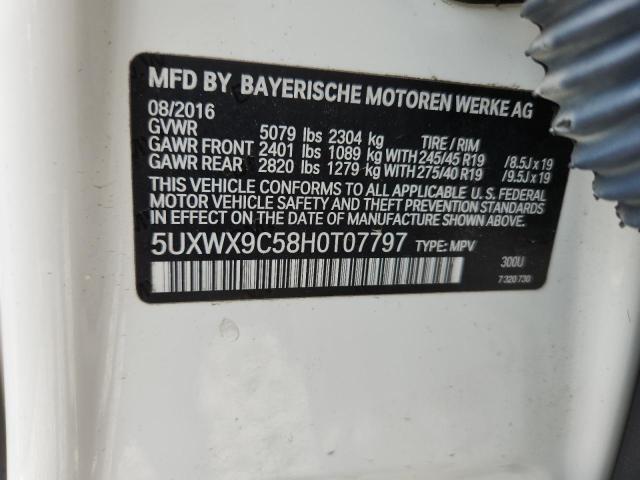 MFD BY BAYERISCHE MOTOREN WERKE AG
08/2016
GVWR 5079 lbs 2304 kg TIRE / RIM
GAWR FRONT 2401 lbs 1089 kg WITH 245/45 R19 /8.5J x 19
GAWR REAR 2820 lbs 1279 kg WITH 275/40 R19 /9.5J x 19
THIS VEHICLE CONFORMS TO ALL APPLICABLE U. S. FEDERAL
MOTOR VEHICLE SAFETY AND THEFT PREVENTION STANDARDS
IN EFFECT ON THE DATE OF MANUFACTURE SHOWN ABOVE.
5UXWX9C58H0T07797 TYPE: MPV
300U
7 320 730